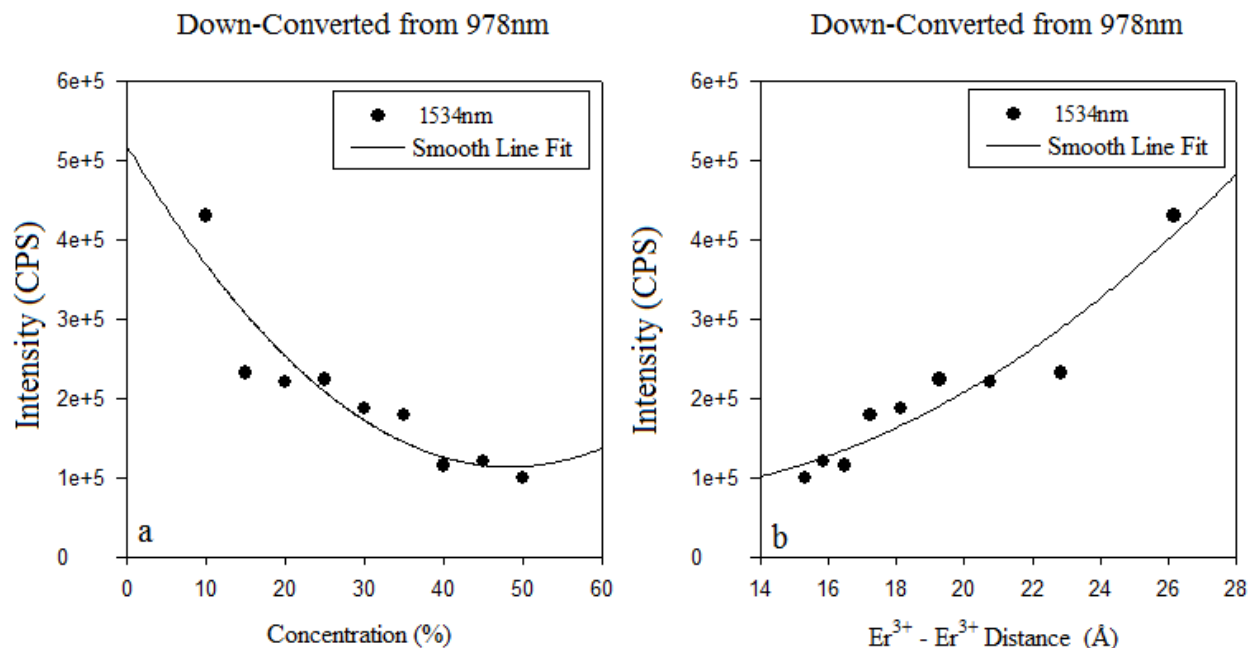 Down-Converted from 978nm
6e+5
5e+5
4e+5
3e+5
2e+5
1e+5
0
Intensity (CPS)
1534nm
Smooth Line Fit
a
0 10 20 30 40 50 60
Concentration (%)
Down-Converted from 978nm
6e+5
5e+5
4e+5
3e+5
2e+5
1e+5
0
Intensity (CPS)
1534nm
Smooth Line Fit
b
14 16 18 20 22 24 26 28
Er³⁺ - Er³⁺ Distance (Å)